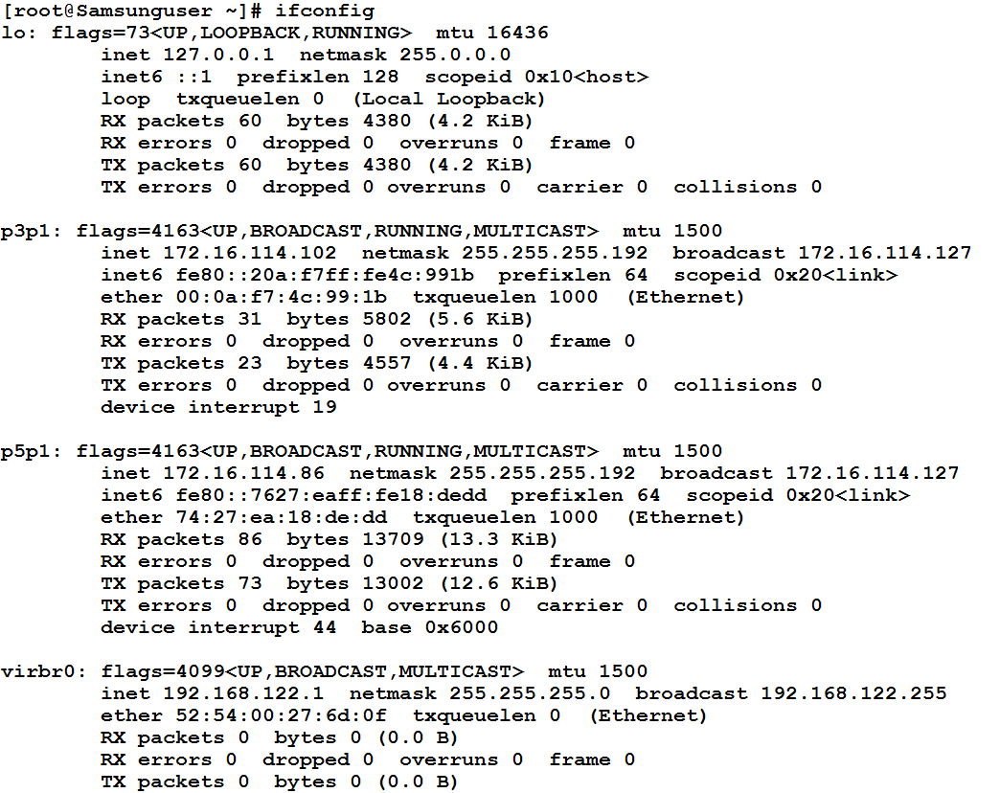 [root@Samsunguser ~]# ifconfig
lo: flags=73<UP,LOOPBACK,RUNNING>  mtu 16436
        inet 127.0.0.1  netmask 255.0.0.0
        inet6 ::1  prefixlen 128  scopeid 0x10<host>
        loop  txqueuelen 0  (Local Loopback)
        RX packets 60  bytes 4380 (4.2 KiB)
        RX errors 0  dropped 0  overruns 0  frame 0
        TX packets 60  bytes 4380 (4.2 KiB)
        TX errors 0  dropped 0 overruns 0  carrier 0  collisions 0

p3p1: flags=4163<UP,BROADCAST,RUNNING,MULTICAST>  mtu 1500
        inet 172.16.114.102  netmask 255.255.255.192  broadcast 172.16.114.127
        inet6 fe80::20a:f7ff:fe4c:991b  prefixlen 64  scopeid 0x20<link>
        ether 00:0a:f7:4c:99:1b  txqueuelen 1000  (Ethernet)
        RX packets 31  bytes 5802 (5.6 KiB)
        RX errors 0  dropped 0  overruns 0  frame 0
        TX packets 23  bytes 4557 (4.4 KiB)
        TX errors 0  dropped 0 overruns 0  carrier 0  collisions 0
        device interrupt 19

p5p1: flags=4163<UP,BROADCAST,RUNNING,MULTICAST>  mtu 1500
        inet 172.16.114.86  netmask 255.255.255.192  broadcast 172.16.114.127
        inet6 fe80::7627:eaff:fe18:dedd  prefixlen 64  scopeid 0x20<link>
        ether 74:27:ea:18:de:dd  txqueuelen 1000  (Ethernet)
        RX packets 86  bytes 13709 (13.3 KiB)
        RX errors 0  dropped 0  overruns 0  frame 0
        TX packets 73  bytes 13002 (12.6 KiB)
        TX errors 0  dropped 0 overruns 0  carrier 0  collisions 0
        device interrupt 44  base 0x6000

virbr0: flags=4099<UP,BROADCAST,MULTICAST>  mtu 1500
        inet 192.168.122.1  netmask 255.255.255.0  broadcast 192.168.122.255
        ether 52:54:00:27:6d:0f  txqueuelen 0  (Ethernet)
        RX packets 0  bytes 0 (0.0 B)
        RX errors 0  dropped 0  overruns 0  frame 0
        TX packets 0  bytes 0 (0.0 B)